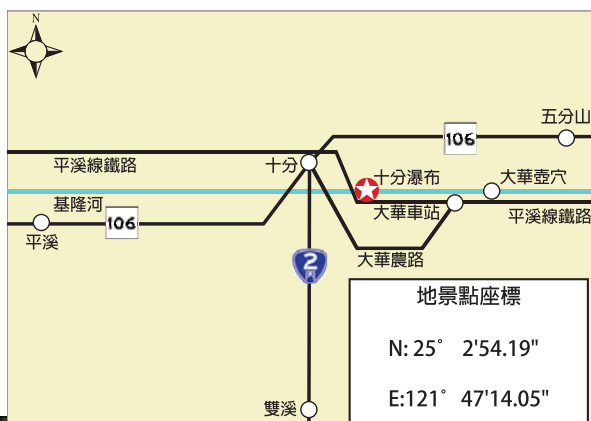 N
五分山
106
平溪線鐵路
十分
十分瀑布
大華壺穴
基隆河
106
大華車站
平溪線鐵路
平溪
大華農路
2
丙
地景點座標
N: 25° 2'54.19"
E:121° 47'14.05"
雙溪